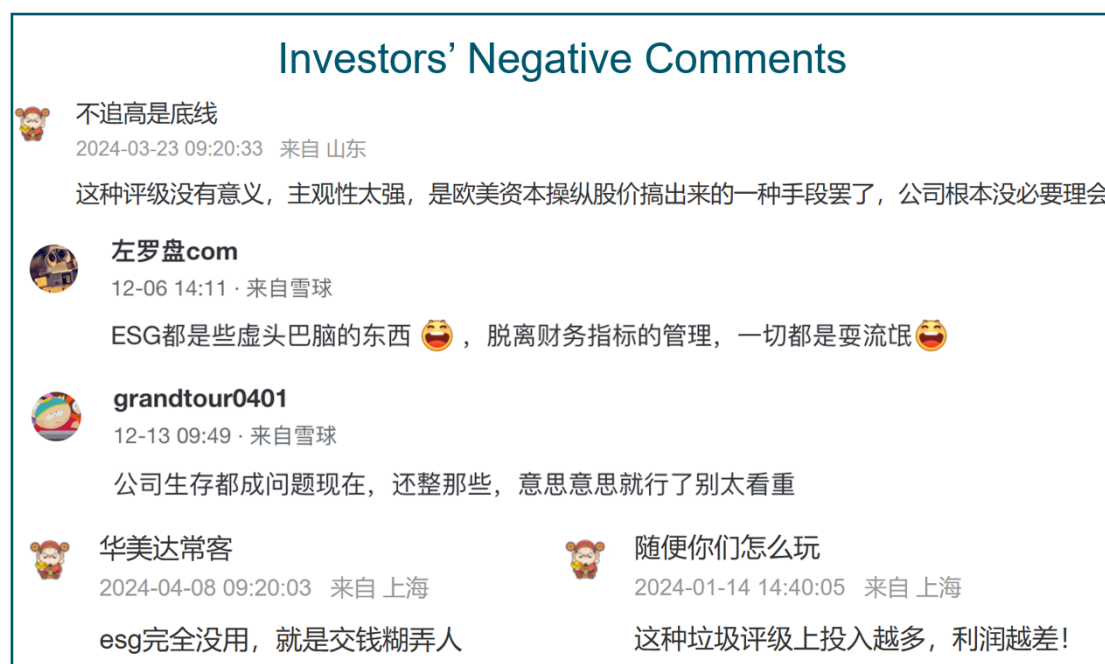 Investors’ Negative Comments
不追高是底线
2024-03-23 09:20:33 来自 山东
这种评级没有意义，主观性太强，是欧美资本操纵股价搞出来的一种手段罢了，公司根本没必要理会
左罗盘com
12-06 14:11 · 来自雪球
ESG都是些虚头巴脑的东西 ，脱离财务指标的管理，一切都是耍流氓
grandtour0401
12-13 09:49 · 来自雪球
公司生存都成问题现在，还整那些，意思意思就行了别太看重
华美达常客
2024-04-08 09:20:03 来自 上海
esg完全没用，就是交钱糊弄人
随便你们怎么玩
2024-01-14 14:40:05 来自 上海
这种垃圾评级上投入越多，利润越差！